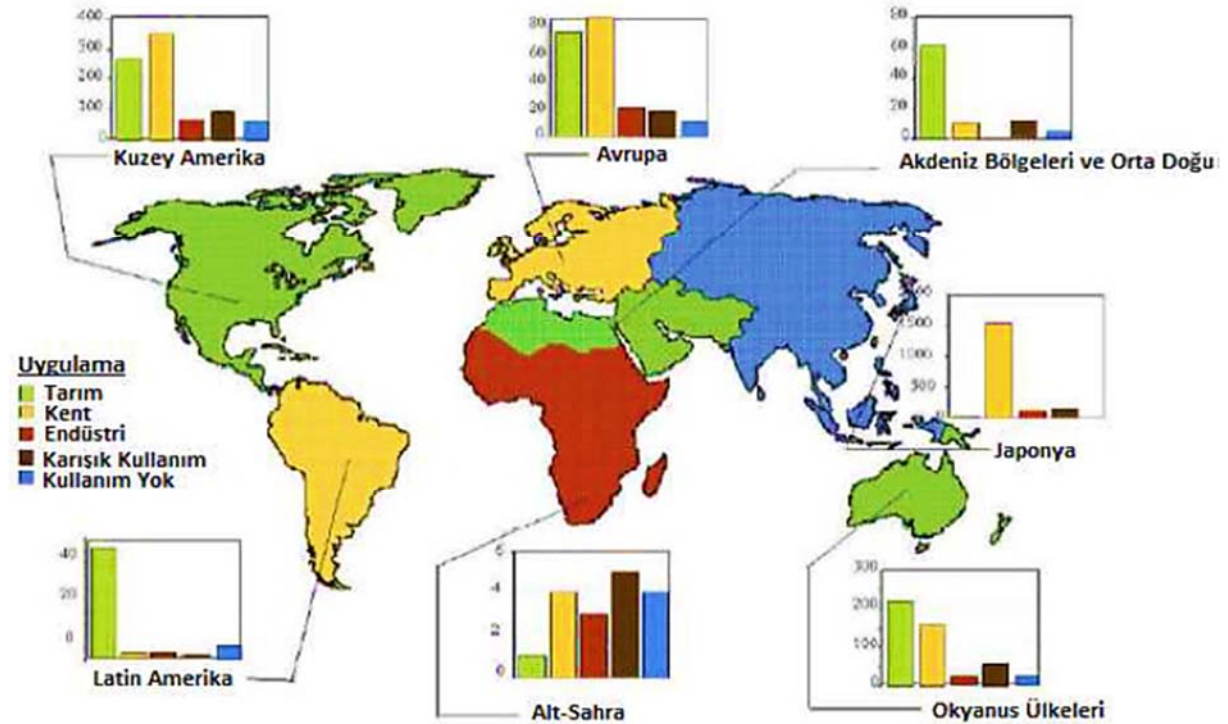 400
300
200
100
0
Kuzey Amerika
80
60
40
20
0
Avrupa
80
60
40
20
0
Akdeniz Bölgeleri ve Orta Doğu
1000
500
0
Japonya
Uygulama
Tarım
Kent
Endüstri
Karışık Kullanım
Kullanım Yok
40
20
0
Latin Amerika
6
4
2
0
Alt-Sahra
300
200
100
0
Okyanus Ülkeleri